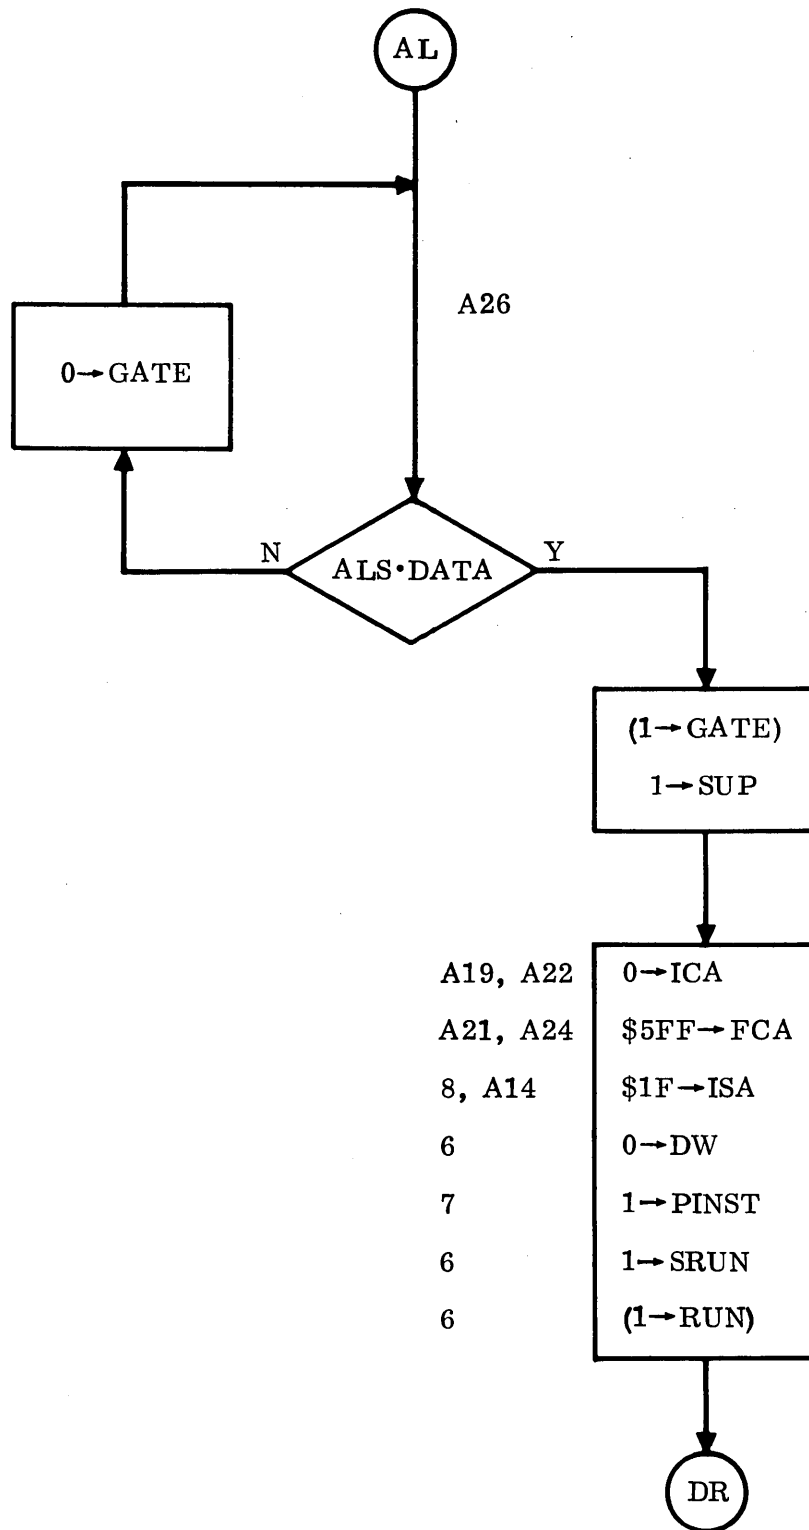 AL
A26
0→GATE
N
ALS•DATA
Y
(1→GATE)
1→SUP
A19, A22 0→ICA
A21, A24 $5FF→FCA
8, A14 $1F→ISA
6 0→DW
7 1→PINST
6 1→SRUN
6 (1→RUN)
DR